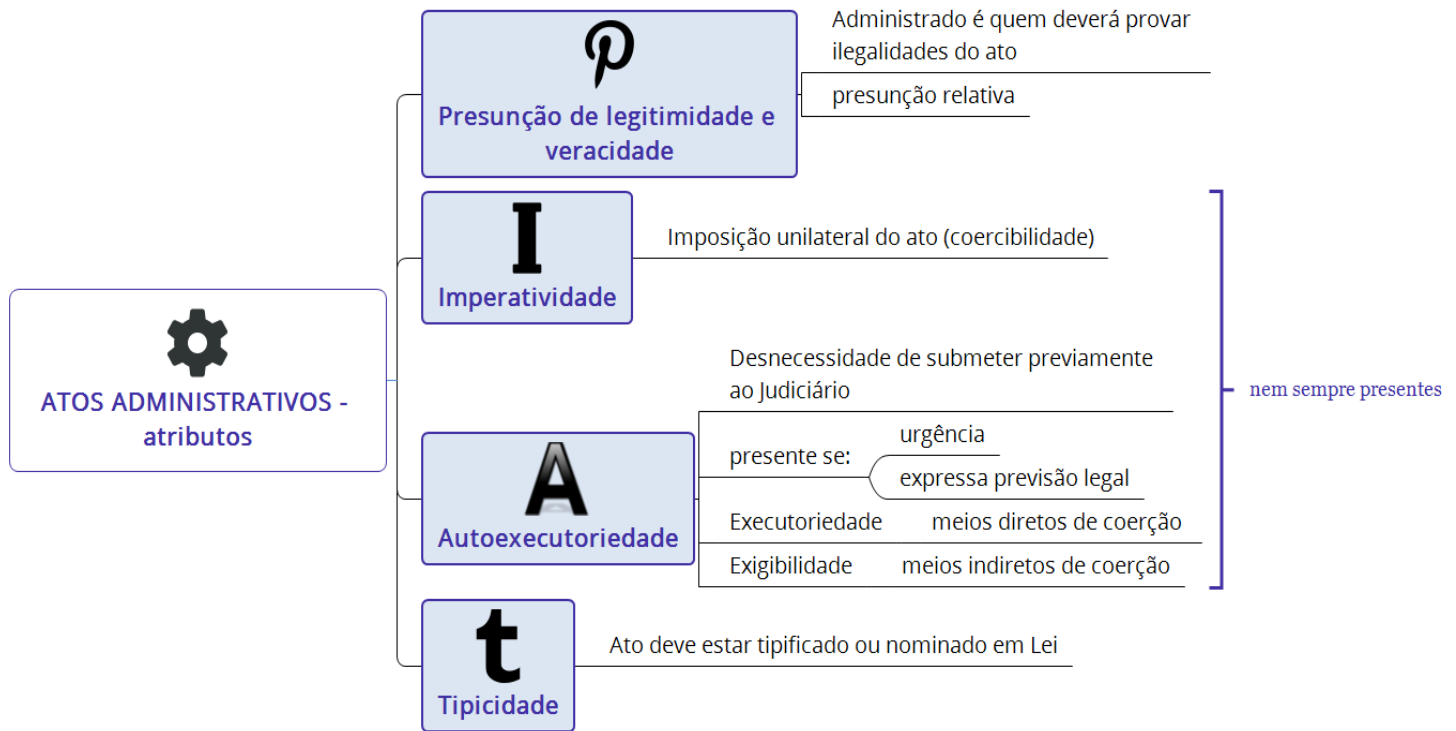 ATOS ADMINISTRATIVOS -
atributos
P
Presunção de legitimidade e
veracidade
Administrado é quem deverá provar
ilegalidades do ato
presunção relativa
I
Imperatividade
Imposição unilateral do ato (coercibilidade)
A
Autoexecutoriedade
Desnecessidade de submeter previamente
ao Judiciário
presente se:
urgência
expressa previsão legal
Executoriedade meios diretos de coerção
Exigibilidade meios indiretos de coerção
nem sempre presentes
t
Tipicidade
Ato deve estar tipificado ou nominado em Lei